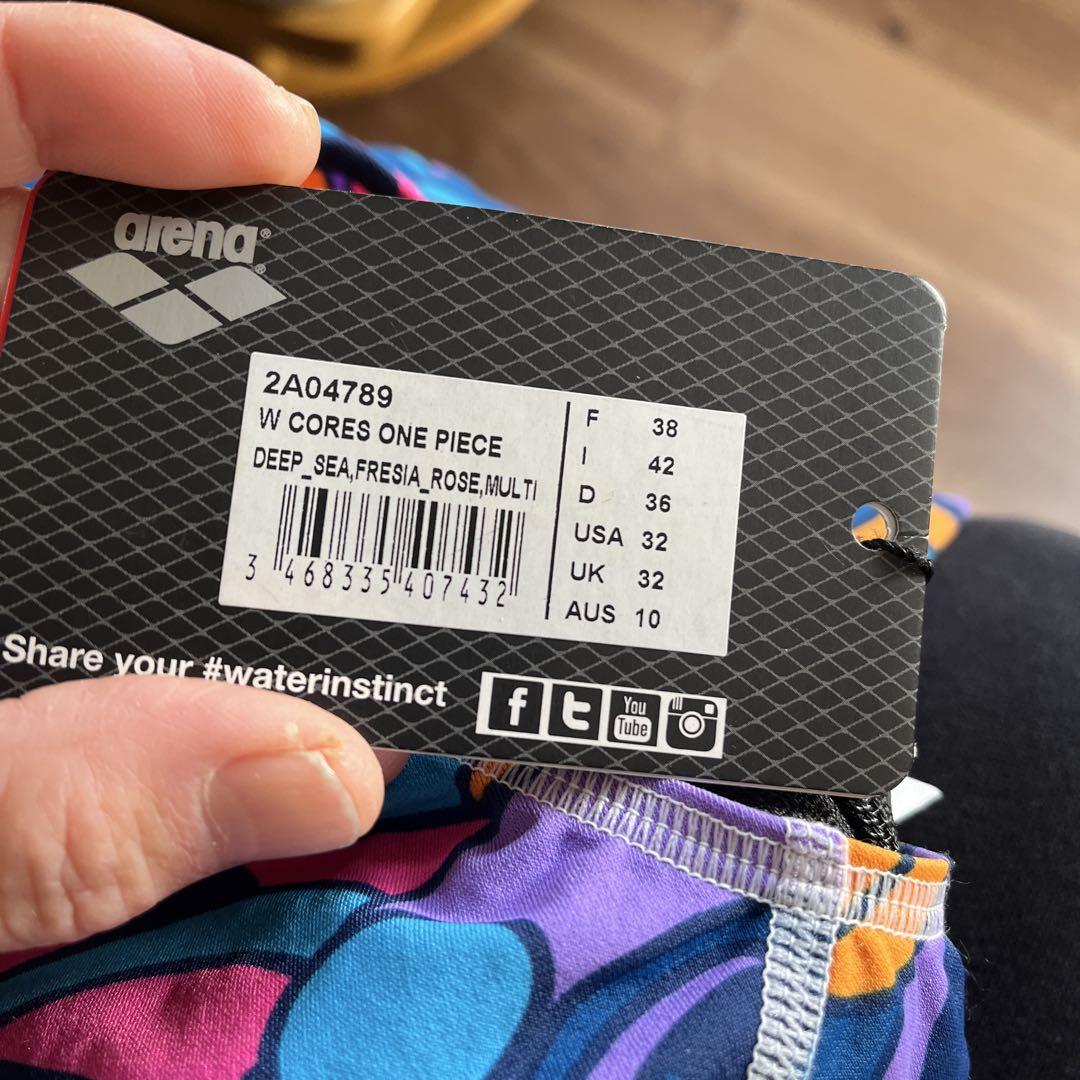 arena®
®
2A04789
W CORES ONE PIECE
DEEP_SEA,FRESIA_ROSE,MULTI
3 468335 407432
F 38
I 42
D 36
USA 32
UK 32
AUS 10
Share your #waterinstinct
f t You Tube